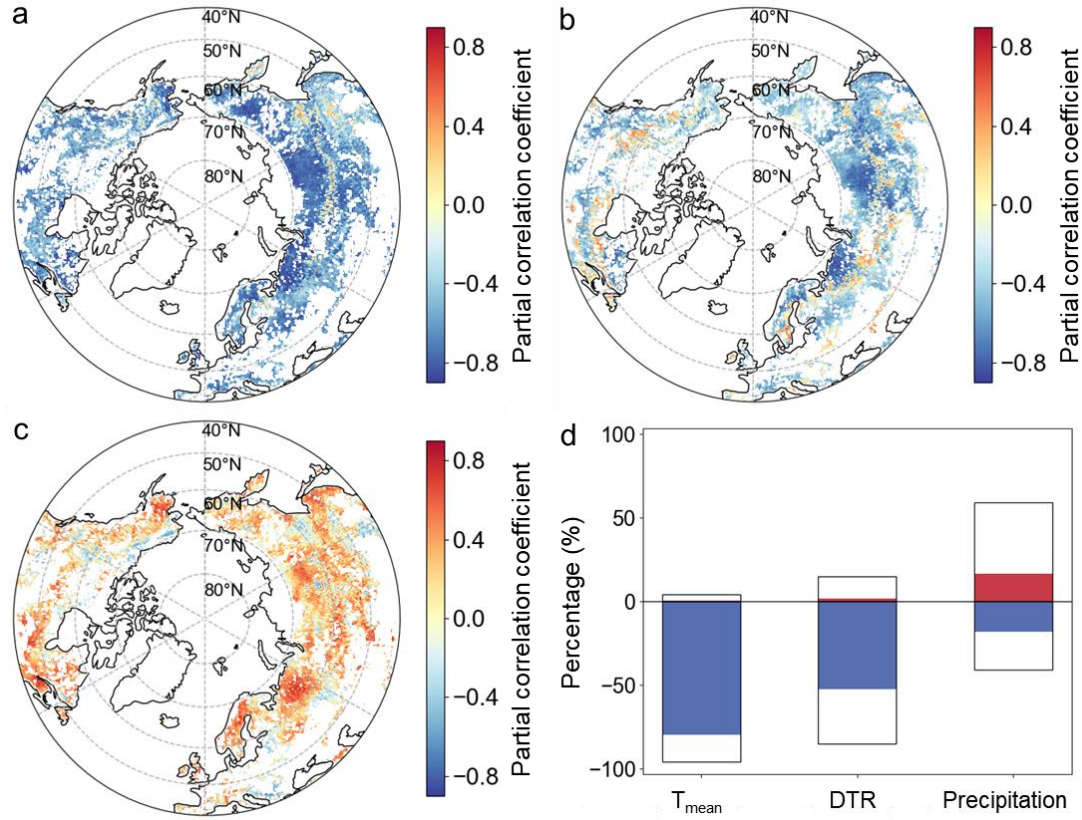 a
40°N
50°N
60°N
70°N
80°N
0.8
0.4
0.0
−0.4
−0.8
Partial correlation coefficient
b
40°N
50°N
60°N
70°N
80°N
0.8
0.4
0.0
−0.4
−0.8
Partial correlation coefficient
c
40°N
50°N
60°N
70°N
80°N
0.8
0.4
0.0
−0.4
−0.8
Partial correlation coefficient
d
100
50
0
−50
−100
Percentage (%)
Tmean
DTR
Precipitation